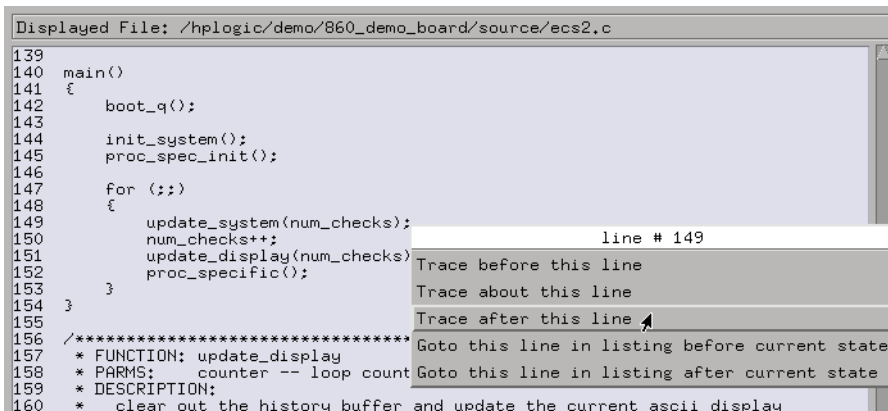 Displayed File: /hplogic/demo/860_demo_board/source/ecs2.c
139
140 main()
141 {
142 boot_q();
143
144 init_system();
145 proc_spec_init();
146
147 for (;;)
148 {
149 update_system(num_checks);
150 num_checks++;
151 update_display(num_checks)
152 proc_specific();
153 }
154 }
155
156 /*********************************
157 * FUNCTION: update_display
158 * PARMS: counter -- loop count
159 * DESCRIPTION:
160 * clear out the history buffer and update the current ascii display
line # 149
Trace before this line
Trace about this line
Trace after this line
Goto this line in listing before current state
Goto this line in listing after current state